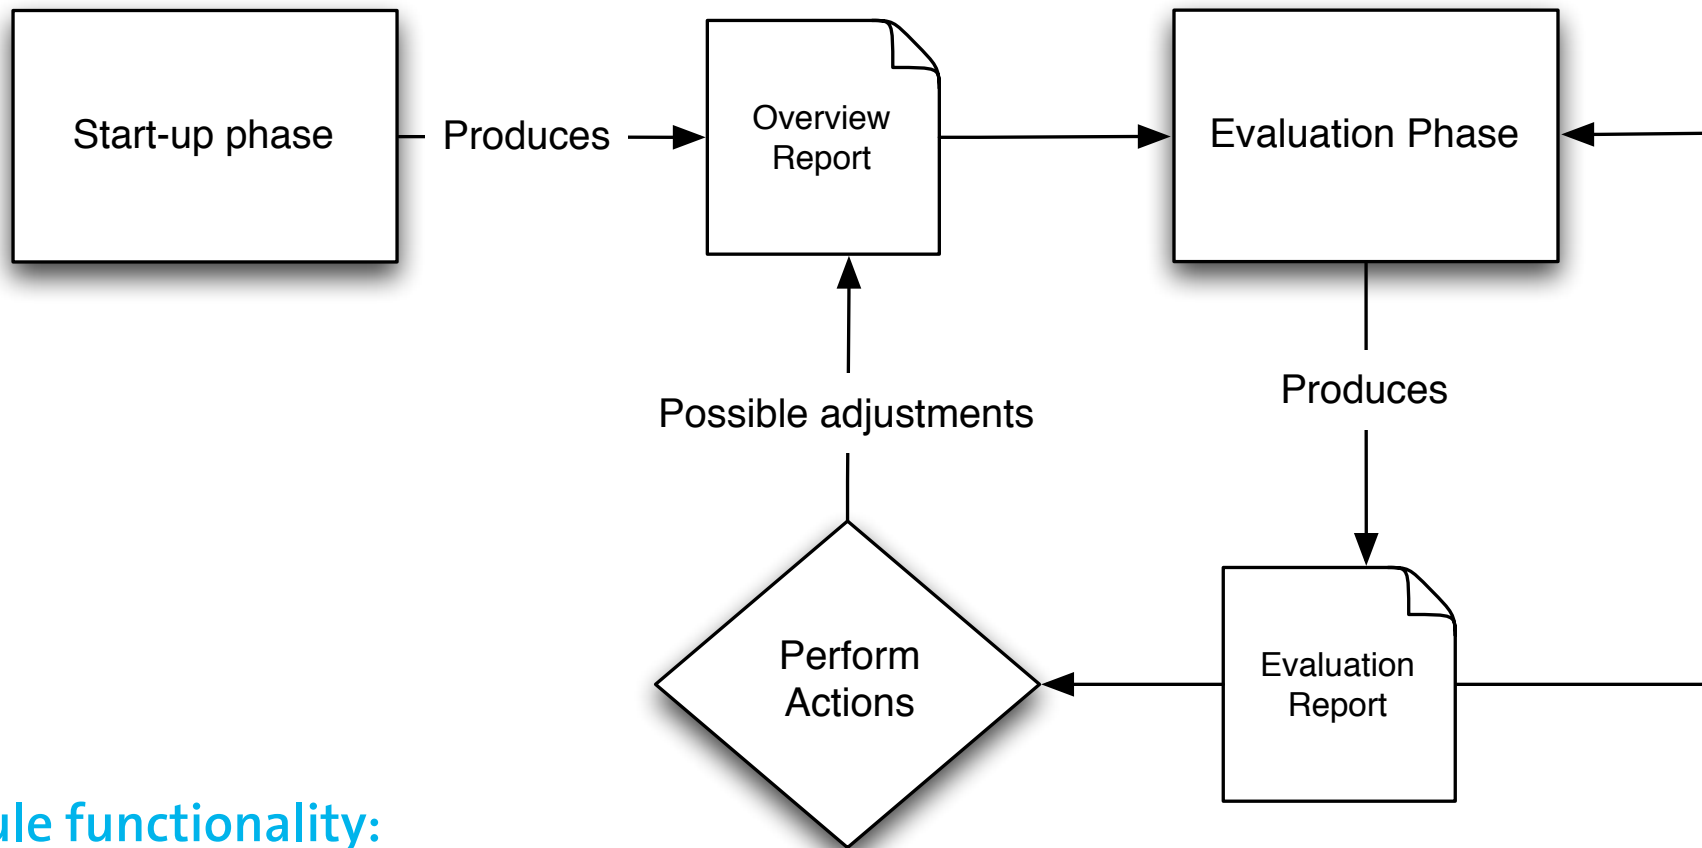 Start-up phase
Produces
Overview
Report
Evaluation Phase
Possible adjustments
Produces
Perform
Actions
Evaluation
Report
ule functionality: